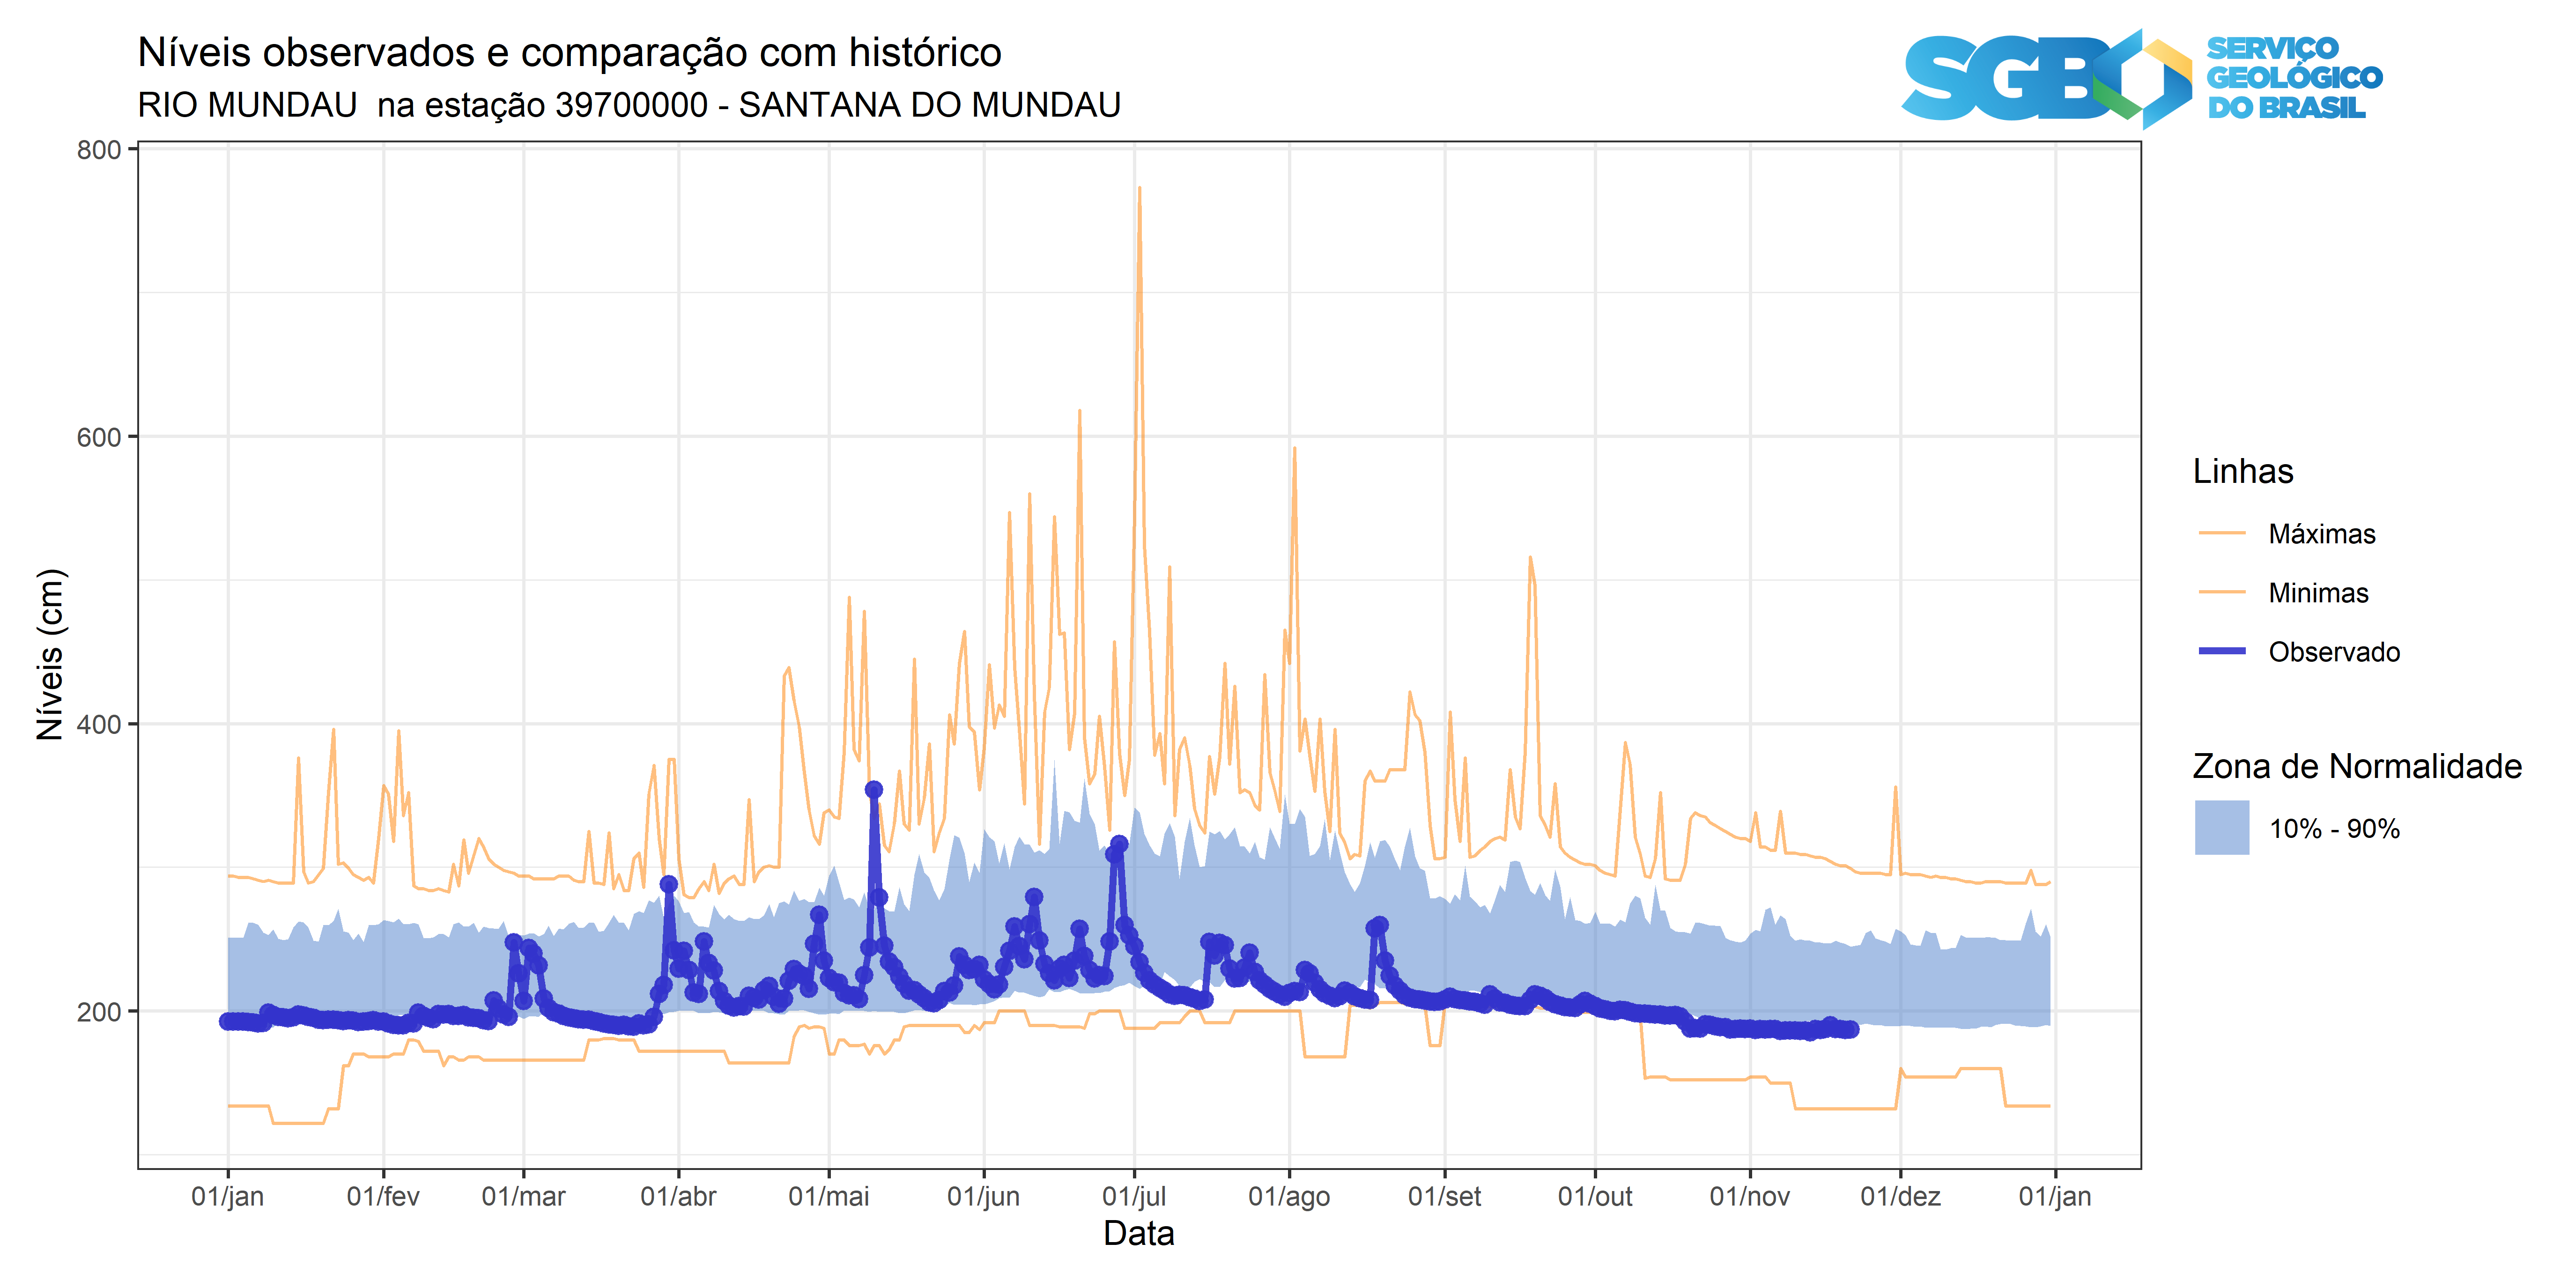 Níveis observados e comparação com histórico
RIO MUNDAU  na estação 39700000 - SANTANA DO MUNDAU
SGB
SERVIÇO
GEOLÓGICO
DO BRASIL
800
600
400
200
Níveis (cm)
01/jan
01/fev
01/mar
01/abr
01/mai
01/jun
01/jul
01/ago
01/set
01/out
01/nov
01/dez
01/jan
Data
Linhas
Máximas
Minimas
Observado
Zona de Normalidade
10% - 90%